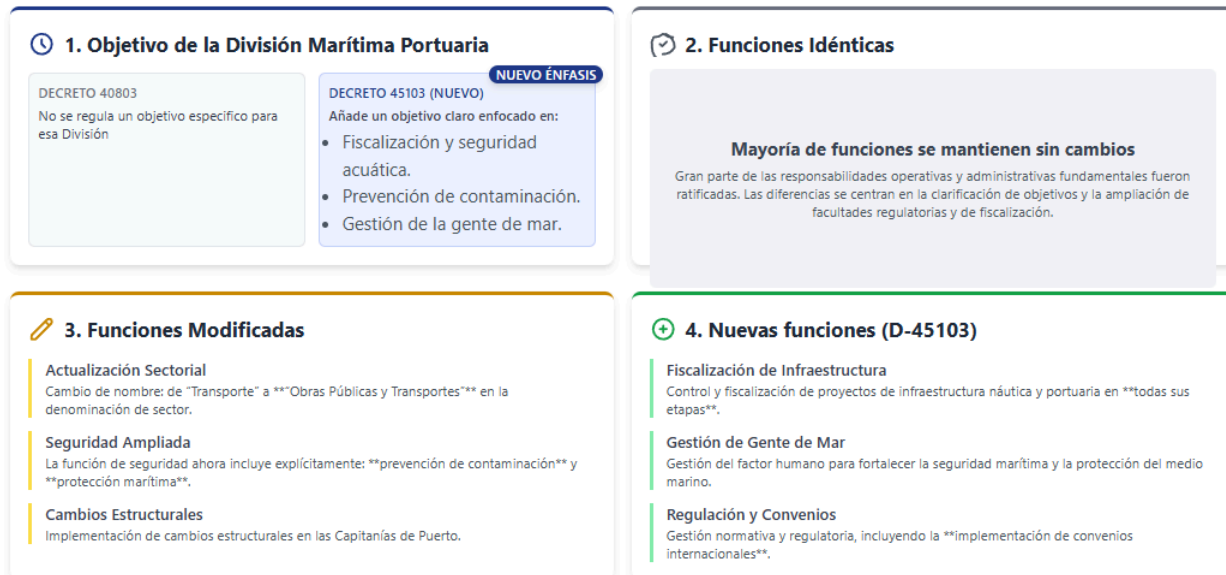 1. Objetivo de la División Marítima Portuaria
NUEVO ÉNFASIS
DECRETO 40803
No se regula un objetivo especifico para
esa División
DECRETO 45103 (NUEVO)
Añade un objetivo claro enfocado en:
• Fiscalización y seguridad
acuática.
• Prevención de contaminación.
• Gestión de la gente de mar.
2. Funciones Idénticas
Mayoría de funciones se mantienen sin cambios
Gran parte de las responsabilidades operativas y administrativas fundamentales fueron
ratificadas. Las diferencias se centran en la clarificación de objetivos y la ampliación de
facultades regulatorias y de fiscalización.
3. Funciones Modificadas
Actualización Sectorial
Cambio de nombre: de “Transporte” a **“Obras Públicas y Transportes”** en la
denominación de sector.
Seguridad Ampliada
La función de seguridad ahora incluye explícitamente: **prevención de contaminación** y
**protección marítima**.
Cambios Estructurales
Implementación de cambios estructurales en las Capitanías de Puerto.
4. Nuevas funciones (D-45103)
Fiscalización de Infraestructura
Control y fiscalización de proyectos de infraestructura náutica y portuaria en **todas sus
etapas**.
Gestión de Gente de Mar
Gestión del factor humano para fortalecer la seguridad marítima y la protección del medio
marino.
Regulación y Convenios
Gestión normativa y regulatoria, incluyendo la **implementación de convenios
internacionales**.